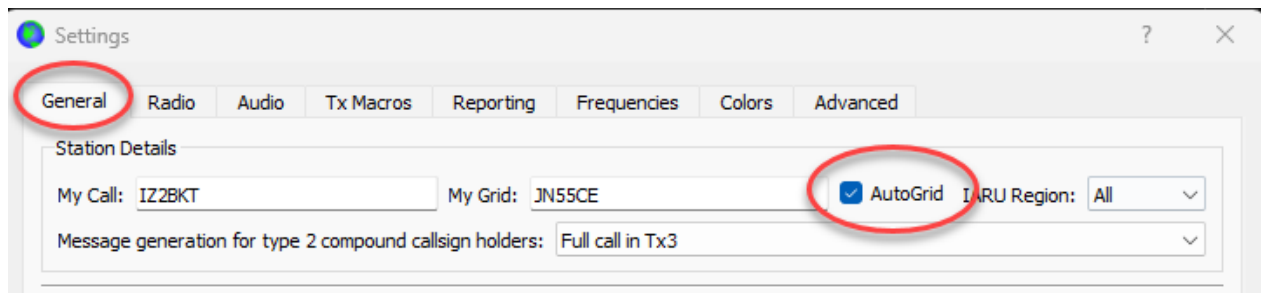 Settings
General Radio Audio Tx Macros Reporting Frequencies Colors Advanced
Station Details
My Call: IZ2BKT My Grid: JN55CE AutoGrid IARU Region: All
Message generation for type 2 compound callsign holders: Full call in Tx3